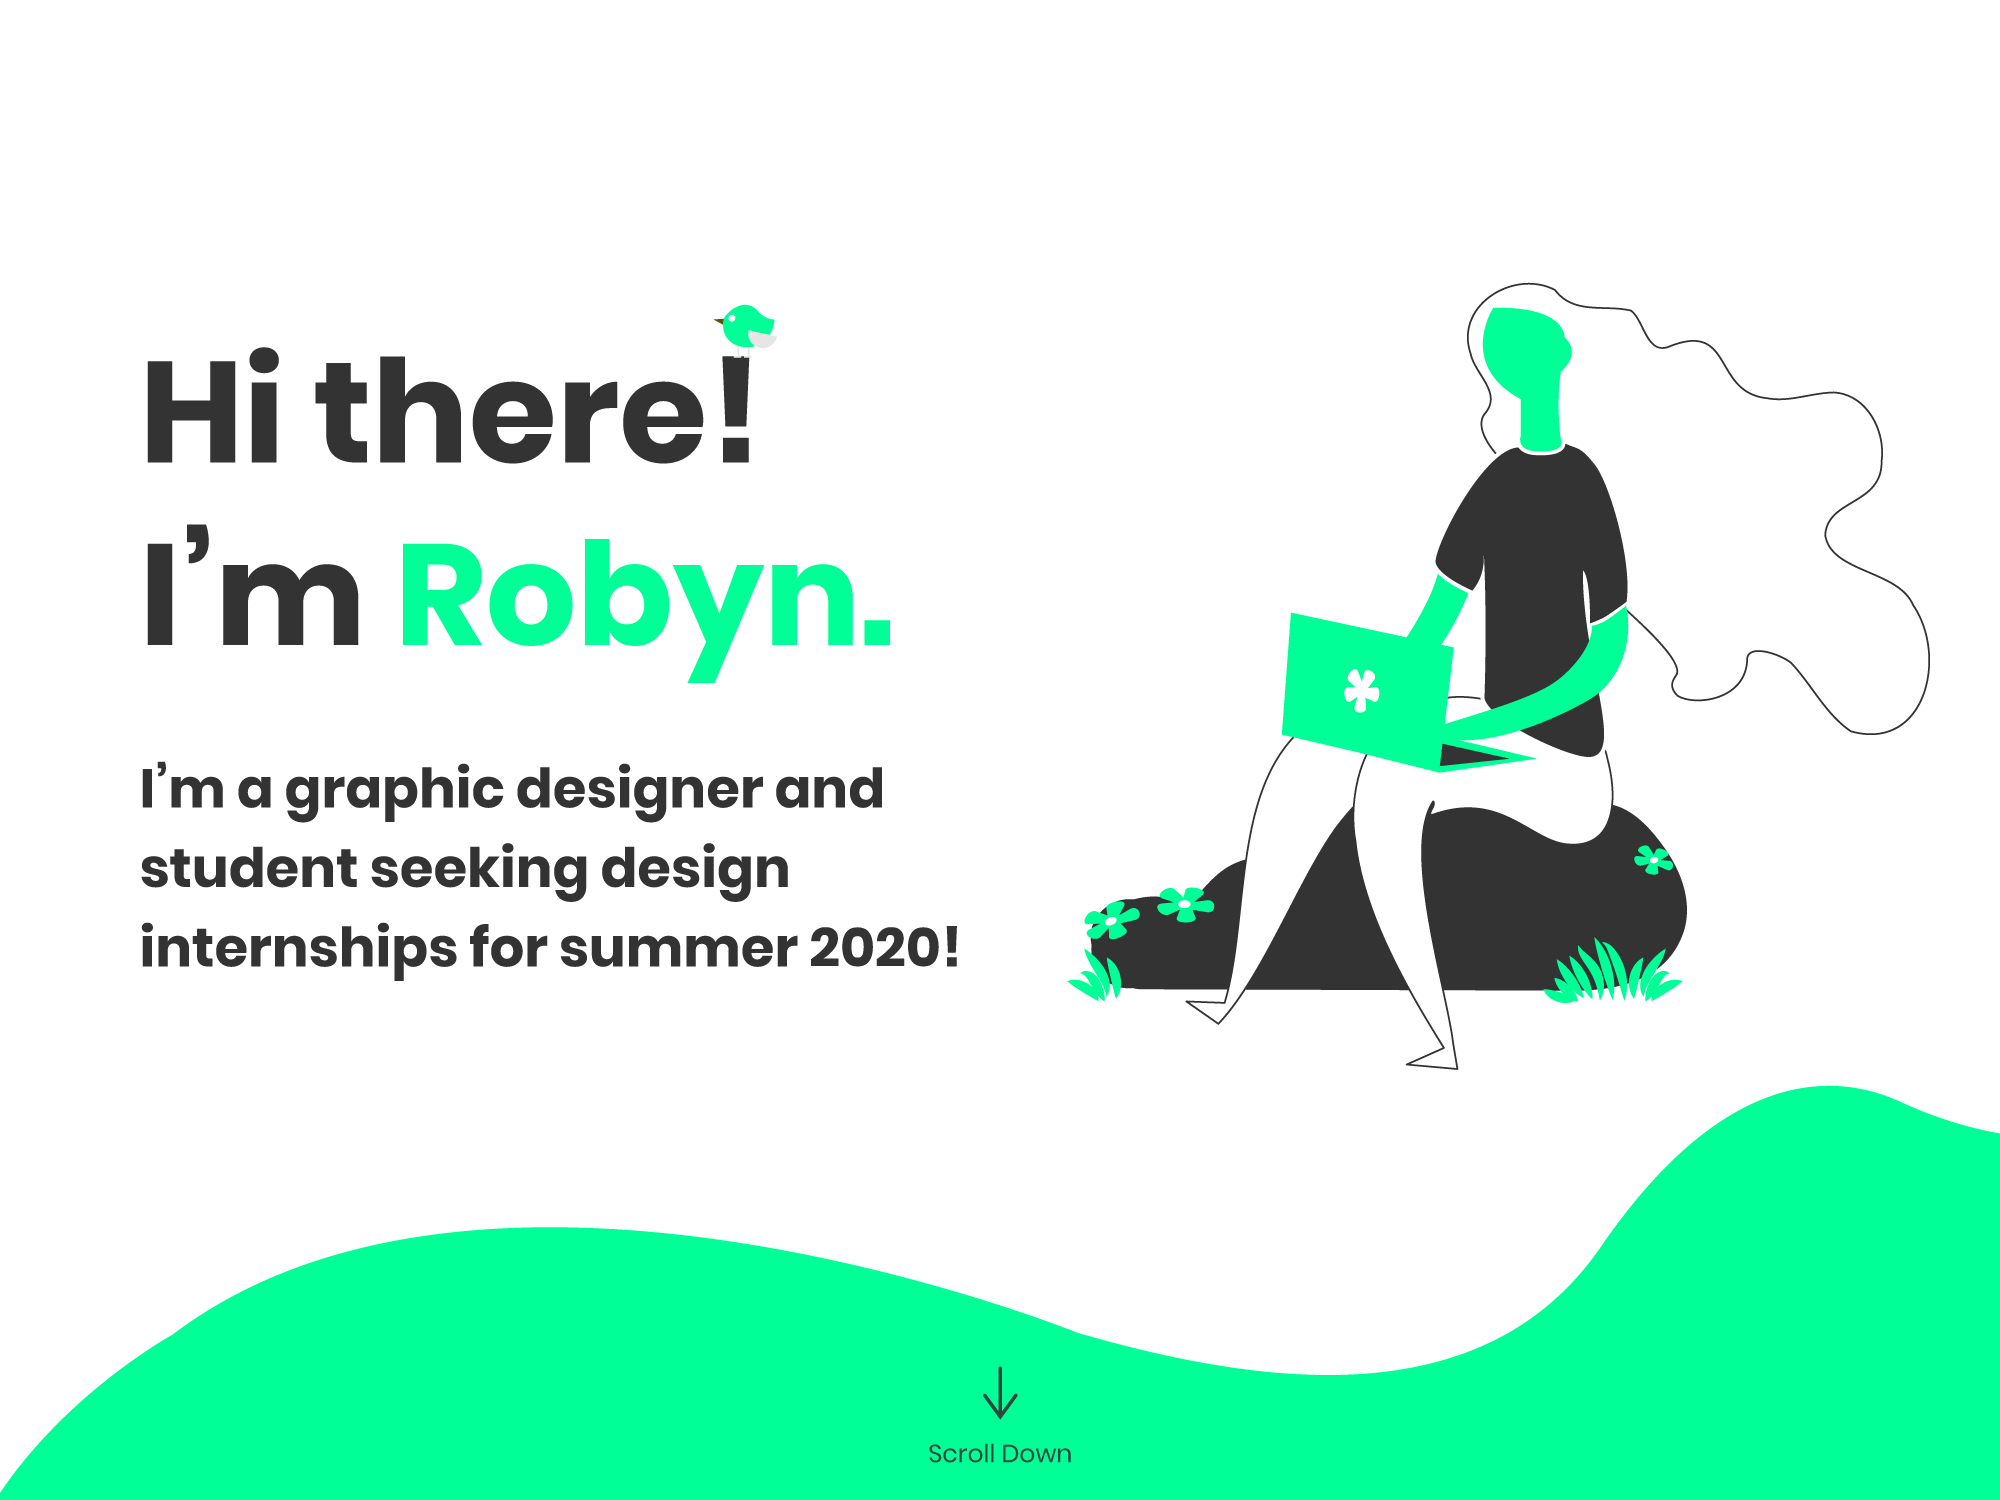 Hi there!
I’m Robyn.
I’m a graphic designer and
student seeking design
internships for summer 2020!
Scroll Down